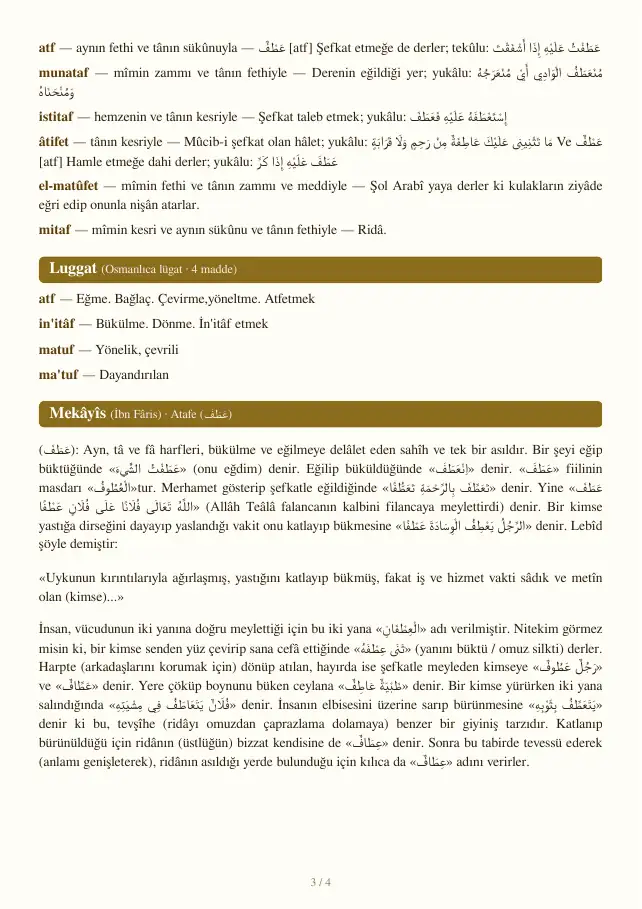 atf — aynın fethi ve tânın sükûnuyla — عَطْفٌ [atf] Şefkat etmeğe de derler; tekûlu: عَطَفْتُ عَلَيْهِ إِذَا أَشْفَقْتَ
munataf — mîmin zammı ve tânın fethiyle — Derenin eğildiği yer; yukâlu: مُنْعَطَفُ الْوَادِي أَيْ مُنْعَرَجُهُ
وَمُنْحَنَاهُ
istitaf — hemzenin ve tânın kesriyle — Şefkat taleb etmek; yukâlu: إِسْتَعْطَفَهُ عَلَيْهِ فَعَطَفَ
âtifet — tânın kesriyle — Mûcib-i şefkat olan hâlet; yukâlu: مَا تَثْنِينِى عَلَيْكَ عَاطِفَةٌ مِنْ رَحِمٍ وَلَا قَرَابَةٍ Ve عَطْفٌ
[atf] Hamle etmeğe dahi derler; yukâlu: عَطَفَ عَلَيْهِ إِذَا كَرَّ
el-matûfet — mîmin fethi ve tânın zammı ve meddiyle — Şol Arabî yaya derler ki kulakların ziyâde
eğri edip onunla nişân atarlar.
mitaf — mîmin kesri ve aynın sükûnu ve tânın fethiyle — Ridâ.
Luggat (Osmanlıca lügat · 4 madde)
atf — Eğme. Bağlaç. Çevirme,yöneltme. Atfetmek
in'itâf — Bükülme. Dönme. İn'itâf etmek
matuf — Yönelik, çevrili
ma'tuf — Dayandırılan
Mekâyîs (İbn Fâris) · Atafe (عَطَفَ)
(عَطَفَ): Ayn, tâ ve fâ harfleri, bükülme ve eğilmeye delâlet eden sahîh ve tek bir asıldır. Bir şeyi eğip
büktüğünde «عَطَفْتُ الشَّيْءَ» (onu eğdim) denir. Eğilip büküldüğünde «اِنْعَطَفَ» denir. «عَطَفَ» fiilinin
masdarı «الْعُطُوفُ»tur. Merhamet gösterip şefkatle eğildiğinde «تَعَطَّفَ بِالرَّحْمَةِ تَعَطُّفًا» denir. Yine «عَطَفَ
اللَّهُ تَعَالَى فُلَانًا عَلَى فُلَانٍ عَطْفًا» (Allâh Teâlâ falancanın kalbini filancaya meylettirdi) denir. Bir kimse
yastığa dirseğini dayayıp yaslandığı vakit onu katlayıp bükmesine «الرَّجُلُ يَعْطِفُ الْوِسَادَةَ عَطْفًا» denir. Lebîd
şöyle demiştir:
«Uykunun kırıntılarıyla ağırlaşmış, yastığını katlayıp bükmüş, fakat iş ve hizmet vakti sâdık ve metîn
olan (kimse)...»
İnsan, vücudunun iki yanına doğru meylettiği için bu iki yana «الْعِطْفَانِ» adı verilmiştir. Nitekim görmez
misin ki, bir kimse senden yüz çevirip sana cefâ ettiğinde «ثَنَى عِطْفَهُ» (yanını büktü / omuz silkti) derler.
Harpte (arkadaşlarını korumak için) dönüp atılan, hayırda ise şefkatle meyleden kimseye «رَجُلٌ عَطُوفٌ»
ve «عَطَّافٌ» denir. Yere çöküp boynunu büken ceylana «ظَبْيَةٌ عَاطِفٌ» denir. Bir kimse yürürken iki yana
salındığında «فُلَانٌ يَتَعَاطَفُ فِي مِشْيَتِهِ» denir. İnsanın elbisesini üzerine sarıp bürünmesine «يَتَعَطَّفُ بِثَوْبِهِ»
denir ki bu, tevşîhe (ridâyı omuzdan çaprazlama dolamaya) benzer bir giyiniş tarzıdır. Katlanıp
bürünüldüğü için ridânın (üstlüğün) bizzat kendisine de «عِطَافٌ» denir. Sonra bu tabirde tevessü ederek
(anlamı genişleterek), ridânın asıldığı yerde bulunduğu için kılıca da «عِطَافٌ» adını verirler.
3 / 4